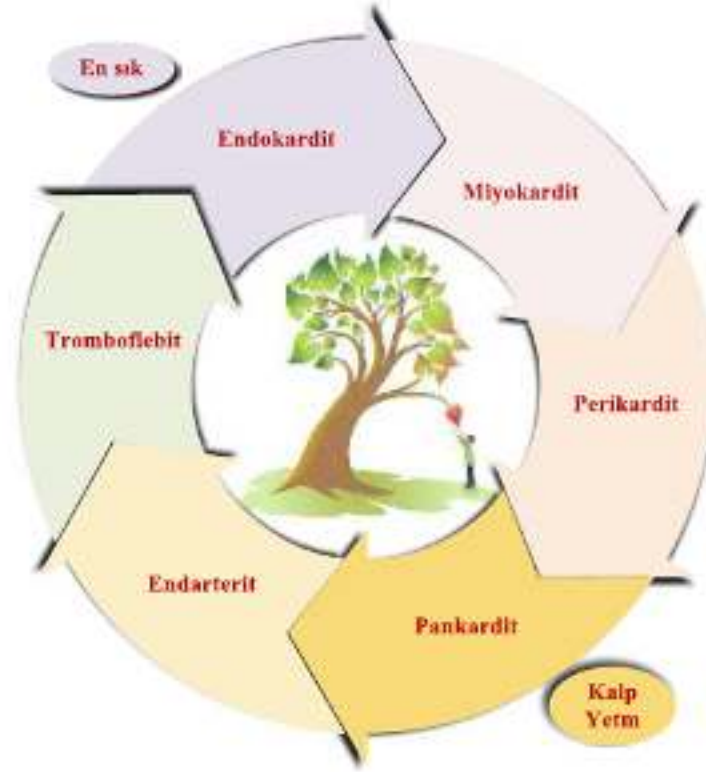 En sık
Endokardit
Miyokardit
Perikardit
Pankardit
Kalp
Yetm
Endarterit
Tromboflebit